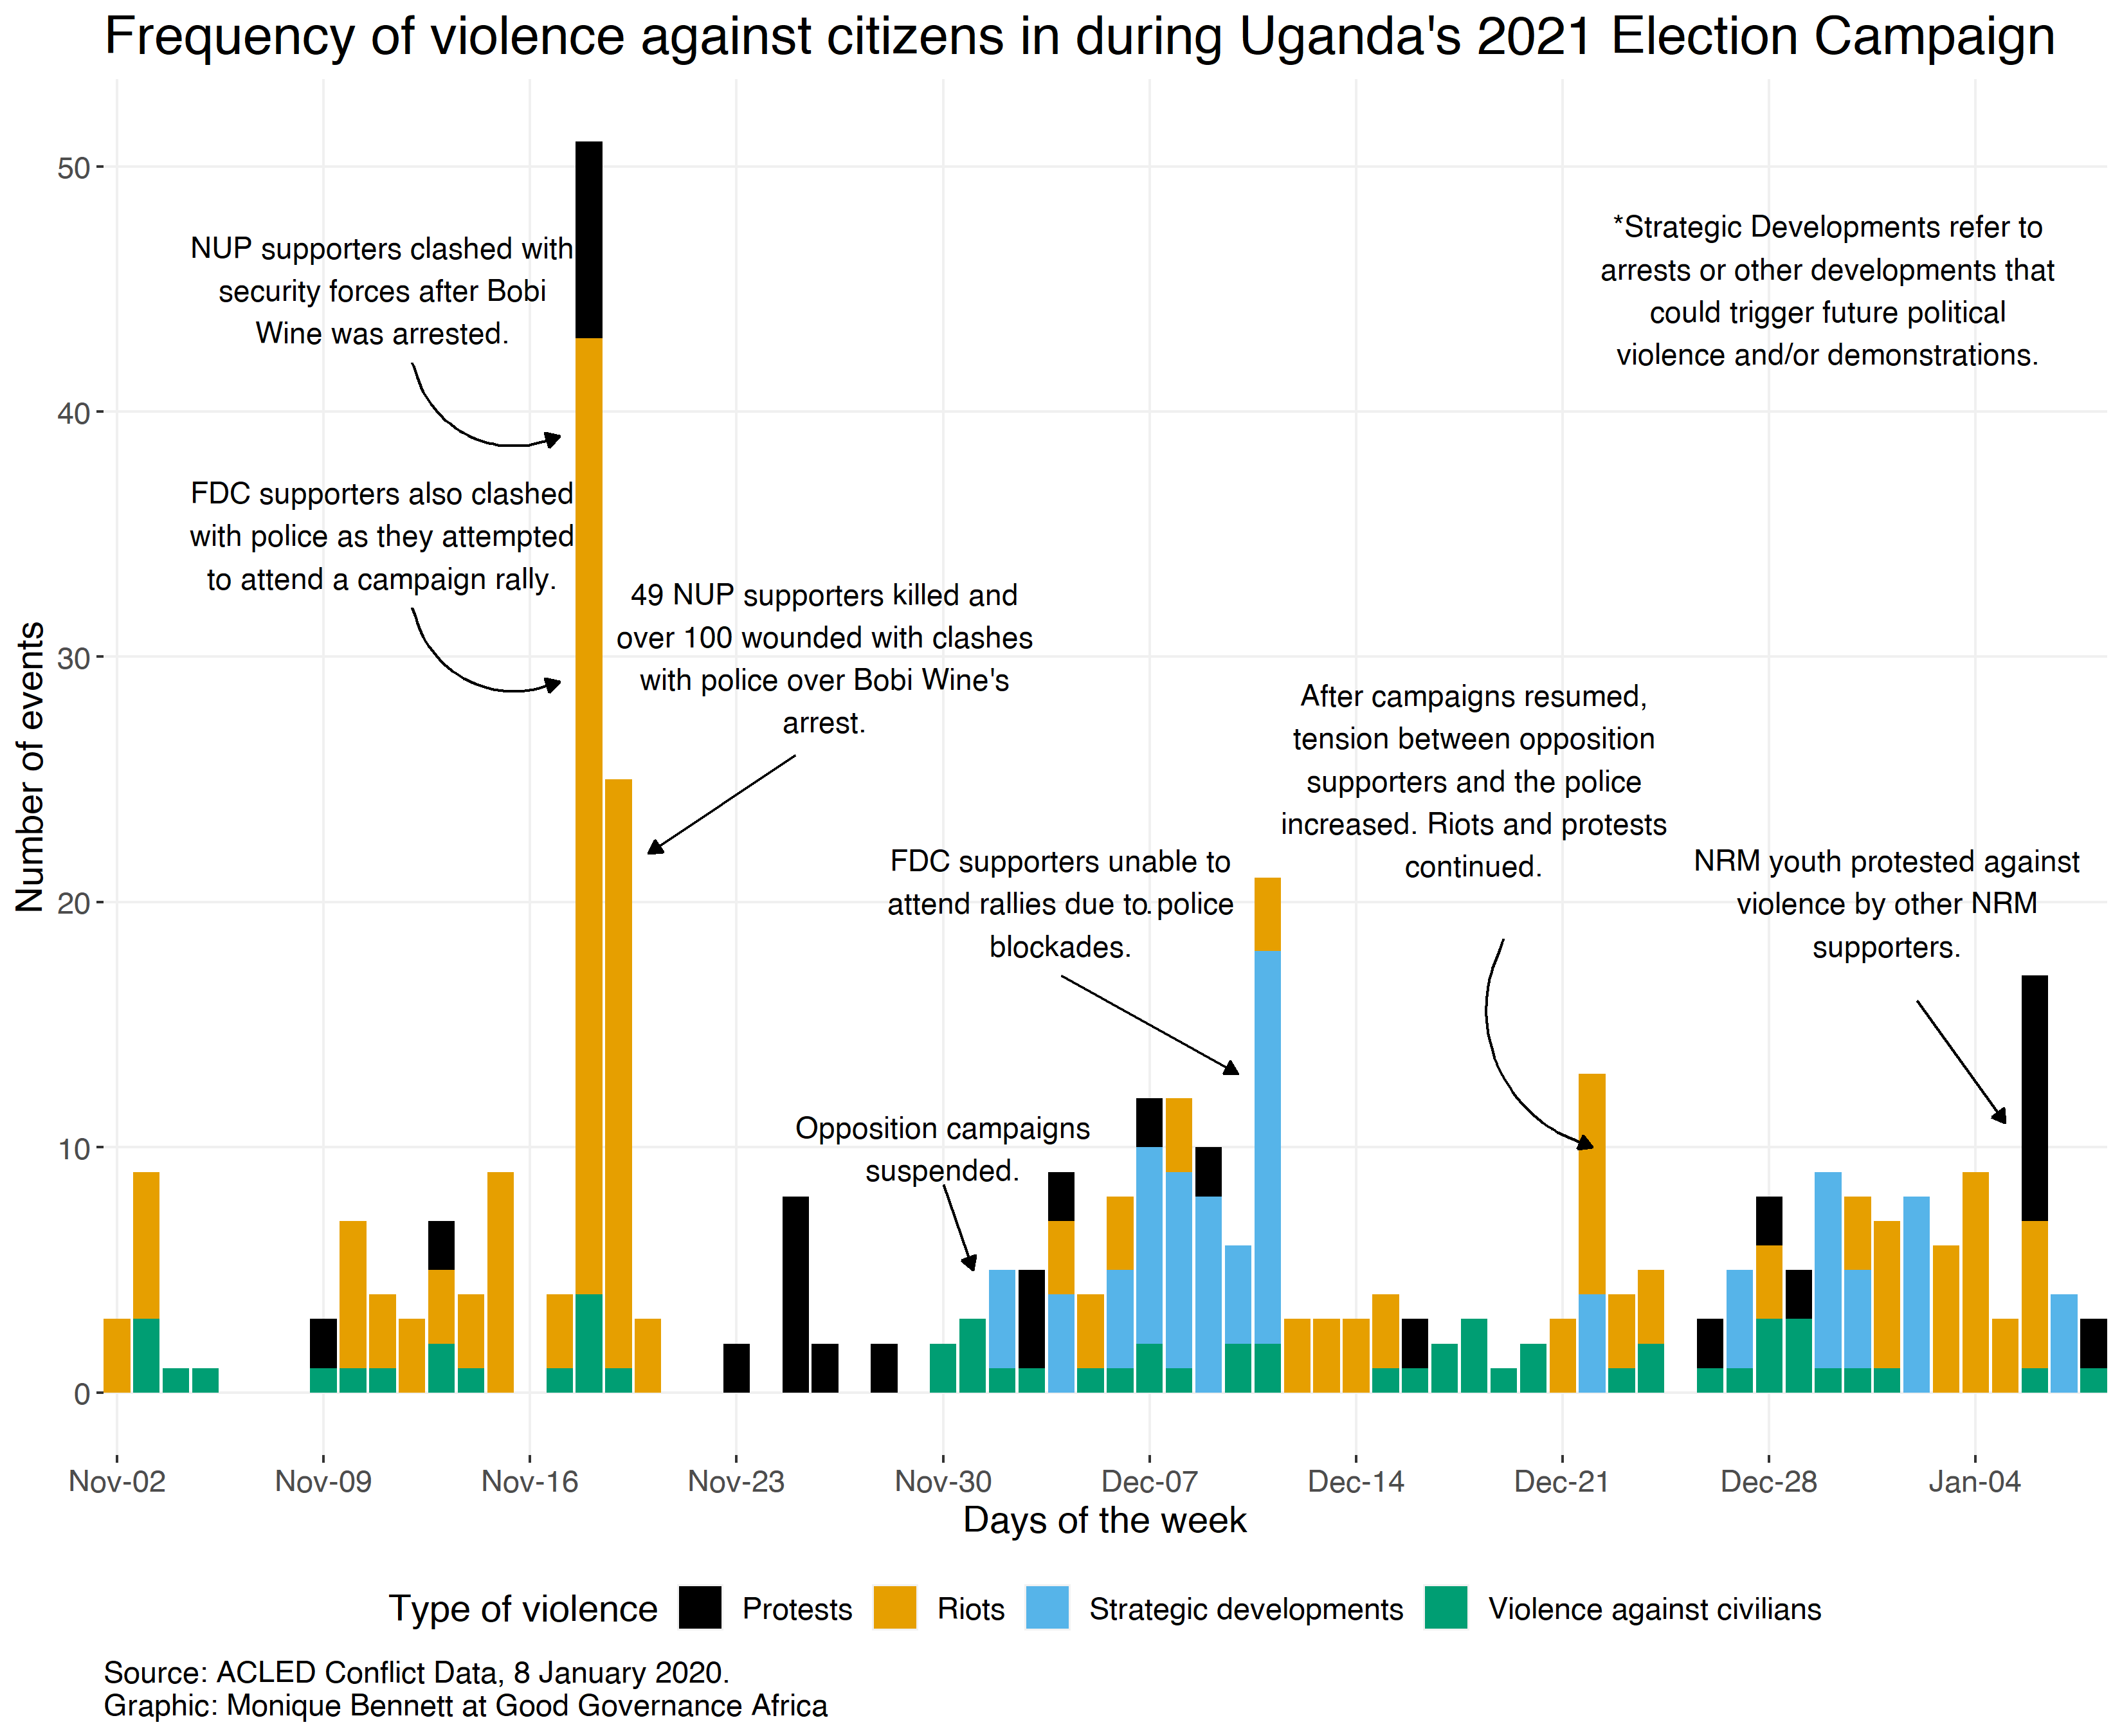 Frequency of violence against citizens in during Uganda's 2021 Election Campaign
Number of events
50
40
30
20
10
0
NUP supporters clashed with
security forces after Bobi
Wine was arrested.
FDC supporters also clashed
with police as they attempted
to attend a campaign rally.
49 NUP supporters killed and
over 100 wounded with clashes
with police over Bobi Wine's
arrest.
Opposition campaigns
suspended.
FDC supporters unable to
attend rallies due to police
blockades.
After campaigns resumed,
tension between opposition
supporters and the police
increased. Riots and protests
continued.
NRM youth protested against
violence by other NRM
supporters.
*Strategic Developments refer to
arrests or other developments that
could trigger future political
violence and/or demonstrations.
Nov-02 Nov-09 Nov-16 Nov-23 Nov-30 Dec-07 Dec-14 Dec-21 Dec-28 Jan-04
Days of the week
Type of violence Protests Riots Strategic developments Violence against civilians
Source: ACLED Conflict Data, 8 January 2020.
Graphic: Monique Bennett at Good Governance Africa